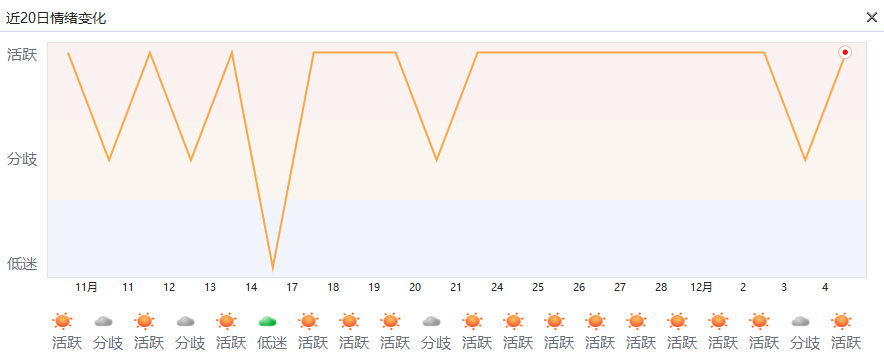 近20日情绪变化
活跃
分歧
低迷
11月 11 12 13 14 17 18 19 20 21 24 25 26 27 28 12月 2 3 4
活跃 分歧 活跃 分歧 活跃 低迷 活跃 活跃 活跃 分歧 活跃 活跃 活跃 活跃 活跃 活跃 活跃 活跃 分歧 活跃